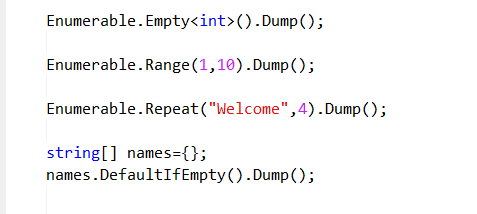 Enumerable.Empty<int>().Dump();
Enumerable.Range(1,10).Dump();
Enumerable.Repeat("Welcome",4).Dump();
string[] names={};
names.DefaultIfEmpty().Dump();